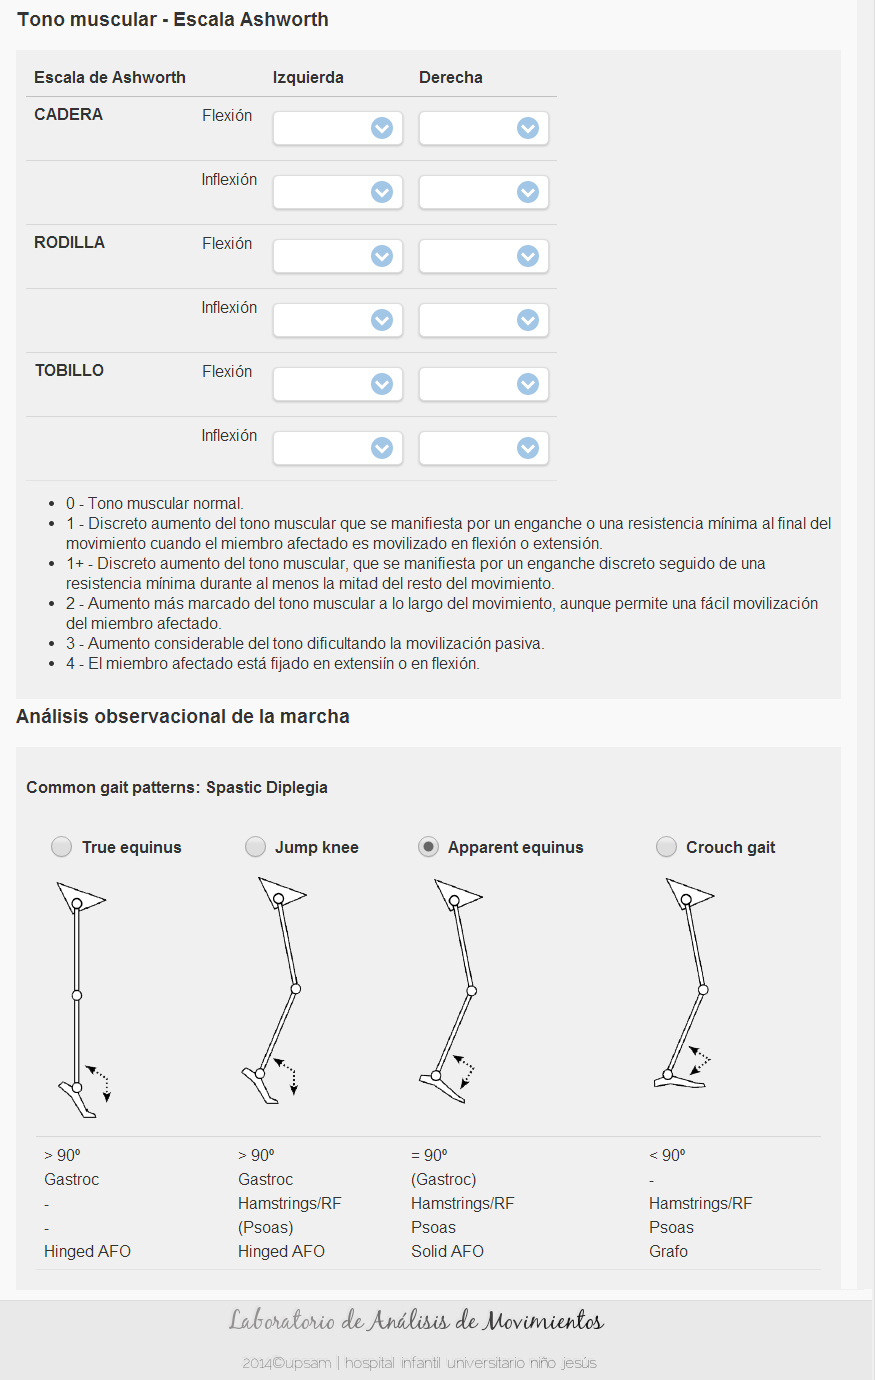 Tono muscular - Escala Ashworth
Escala de Ashworth Izquierda Derecha
CADERA Flexión
Inflexión
RODILLA Flexión
Inflexión
TOBILLO Flexión
Inflexión
• 0 - Tono muscular normal.
• 1 - Discreto aumento del tono muscular que se manifiesta por un enganche o una resistencia mínima al final del
movimiento cuando el miembro afectado es movilizado en flexión o extensión.
• 1+ - Discreto aumento del tono muscular, que se manifiesta por un enganche discreto seguido de una
resistencia mínima durante al menos la mitad del resto del movimiento.
• 2 - Aumento más marcado del tono muscular a lo largo del movimiento, aunque permite una fácil movilización
del miembro afectado.
• 3 - Aumento considerable del tono dificultando la movilización pasiva.
• 4 - El miembro afectado está fijado en extensiín o en flexión.
Análisis observacional de la marcha
Common gait patterns: Spastic Diplegia
True equinus Jump knee Apparent equinus Crouch gait
> 90º > 90º = 90º < 90º
Gastroc Gastroc (Gastroc) -
- Hamstrings/RF Hamstrings/RF Hamstrings/RF
- (Psoas) Psoas Psoas
Hinged AFO Hinged AFO Solid AFO Grafo
Laboratorio de Análisis de Movimientos
2014©upsam | hospital infantil universitario niño jesús